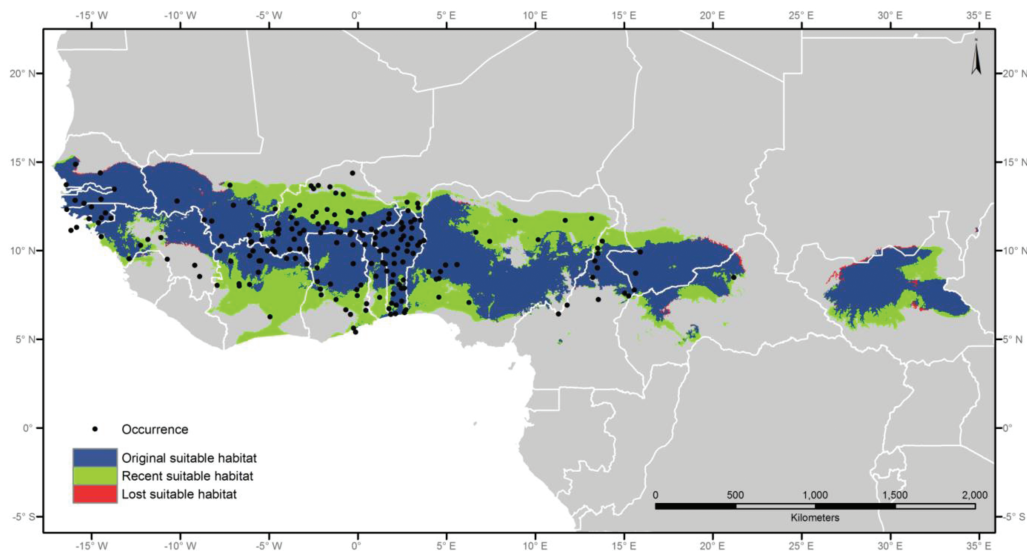 -15° W -10° W -5° W 0° E 5° E 10° E 15° E 20° E 25° E 30° E 35° E
20° N 20° N
15° N 15° N
10° N 10° N
5° N 5° N
0° N 0° N
Occurrence
Original suitable habitat
Recent suitable habitat
Lost suitable habitat
0 500 1,000 1,500 2,000
Kilometers
-5° S -5° S
-15° W -10° W -5° W 0° E 5° E 10° E 15° E 20° E 25° E 30° E 35° E